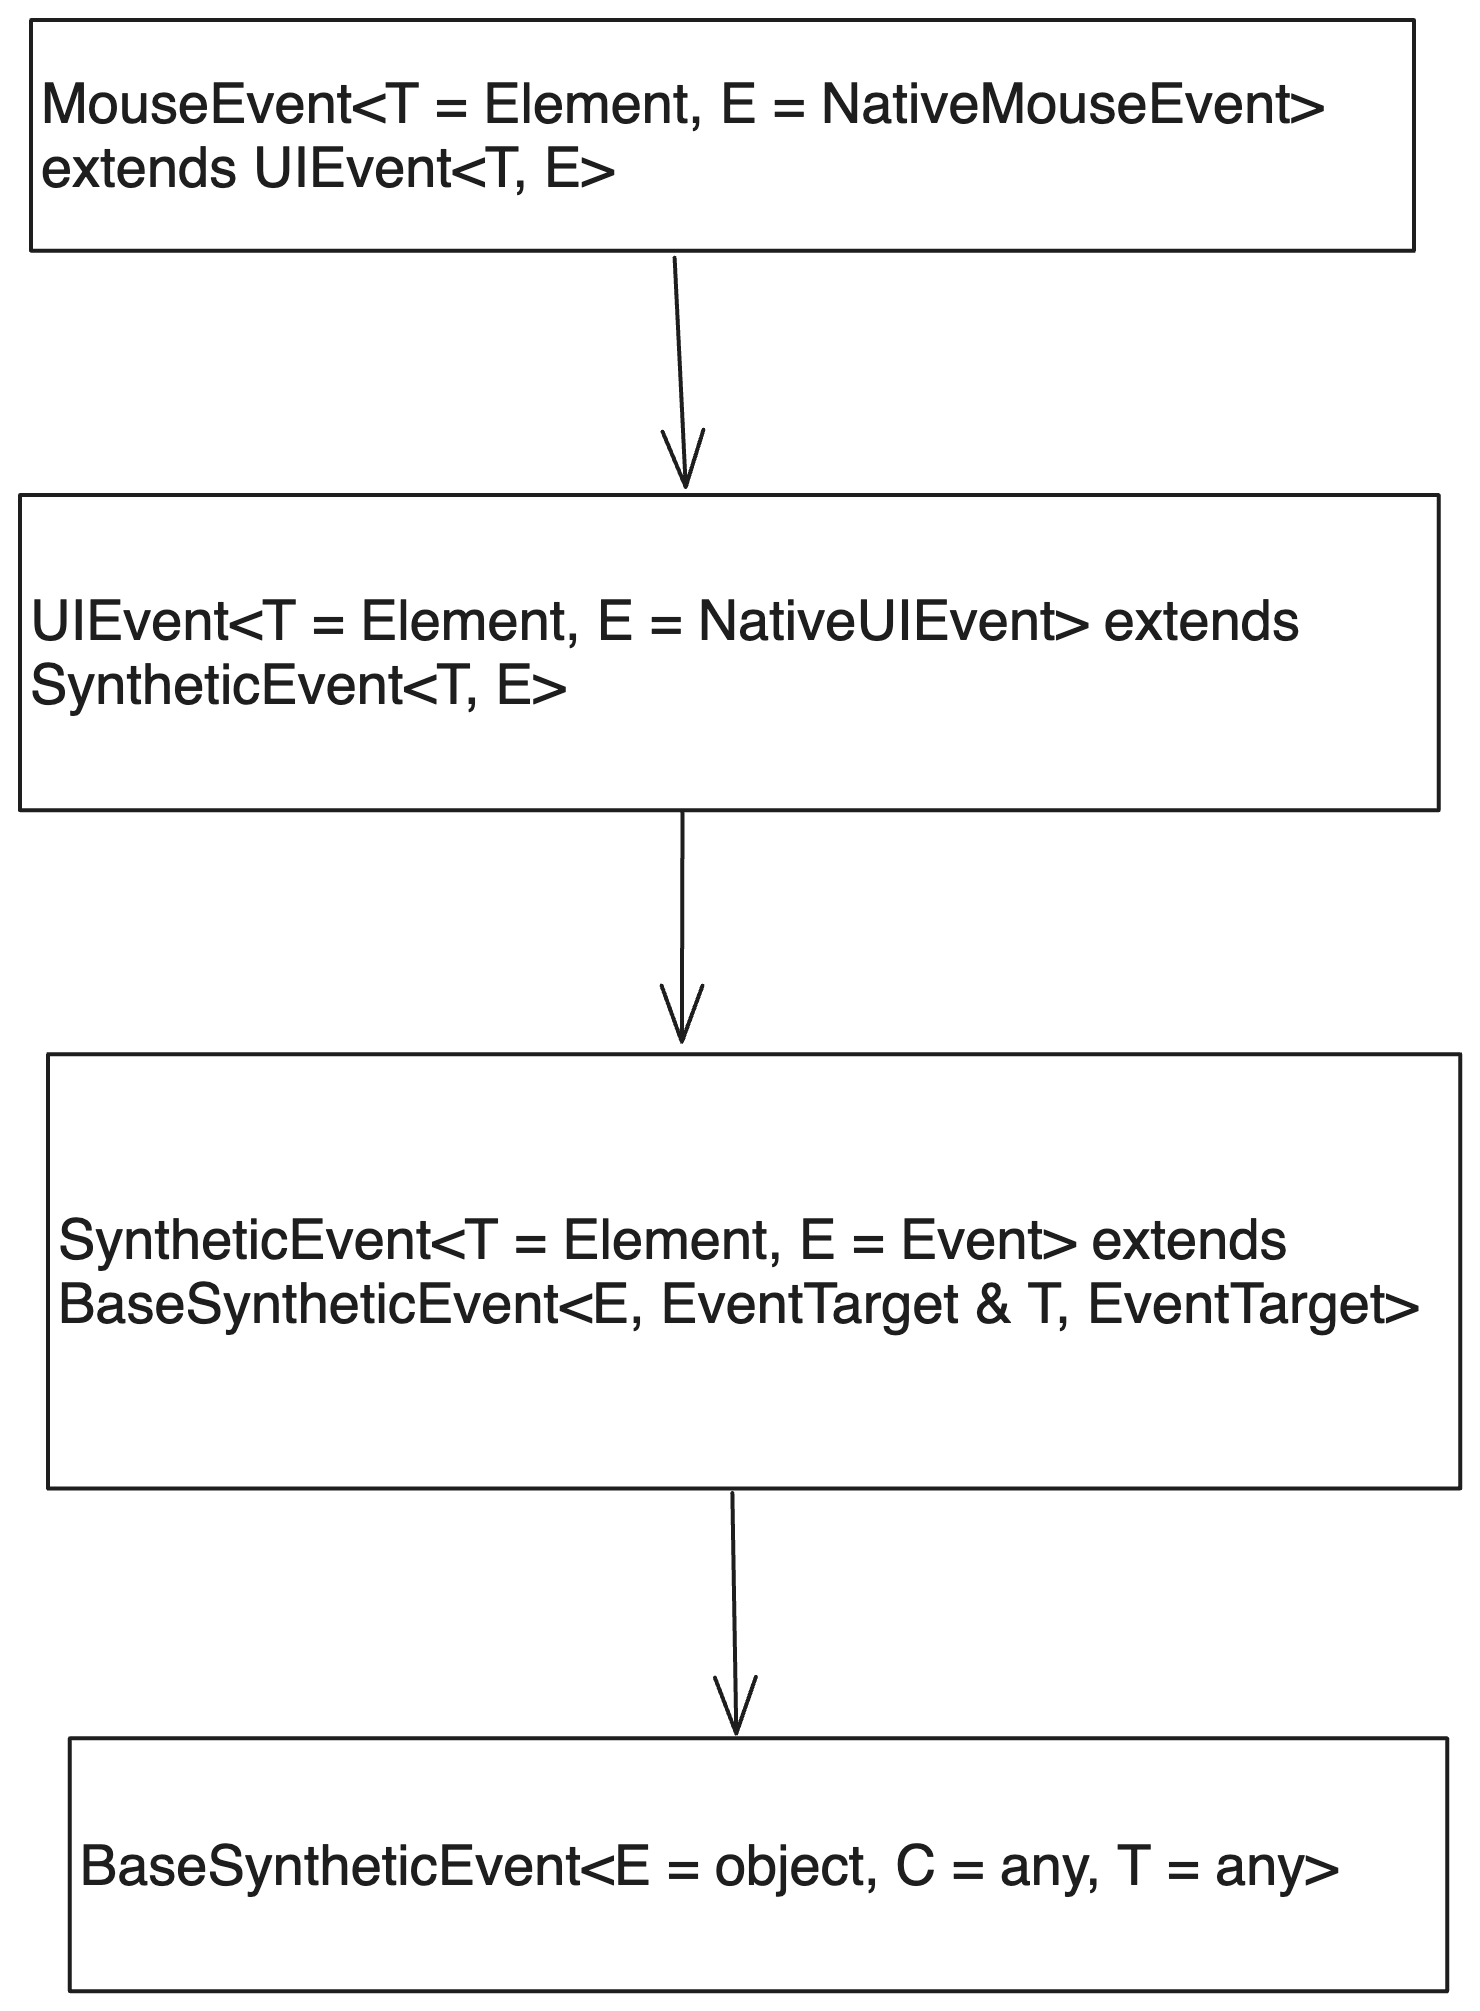 MouseEvent<T = Element, E = NativeMouseEvent>
extends UIEvent<T, E>
UIEvent<T = Element, E = NativeUIEvent> extends
SyntheticEvent<T, E>
SyntheticEvent<T = Element, E = Event> extends
BaseSyntheticEvent<E, EventTarget & T, EventTarget>
BaseSyntheticEvent<E = object, C = any, T = any>